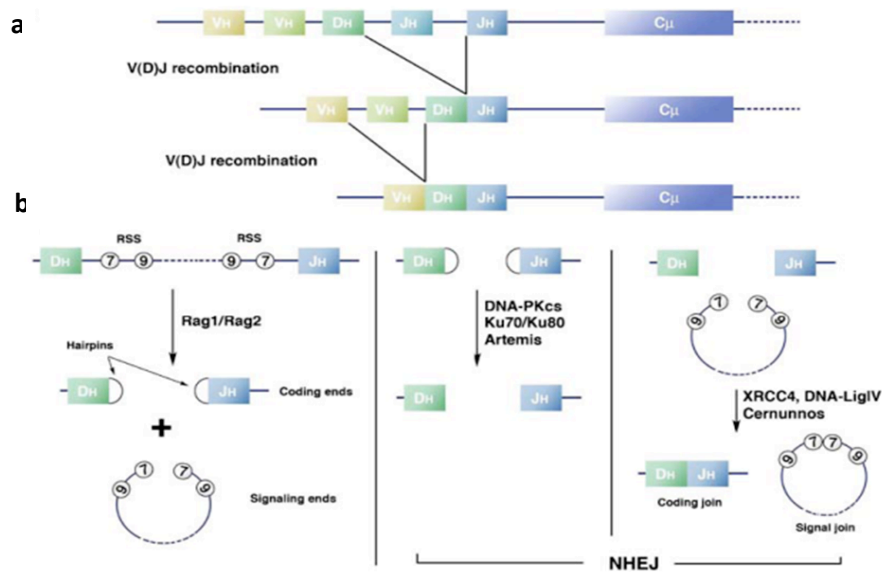 a
VH VH DH JH JH Cμ
V(D)J recombination
VH VH DH JH Cμ
V(D)J recombination
VH DH JH Cμ
b
RSS RSS
DH 7 9 9 7 JH
Rag1/Rag2
Hairpins
DH JH Coding ends
+
9 7 7 9
Signaling ends
DH JH
DNA-PKcs
Ku70/Ku80
Artemis
DH JH
DH JH
9 7 7 9
XRCC4, DNA-LigIV
Cernunnos
DH JH
Coding join
9 7 7 9
Signal join
NHEJ